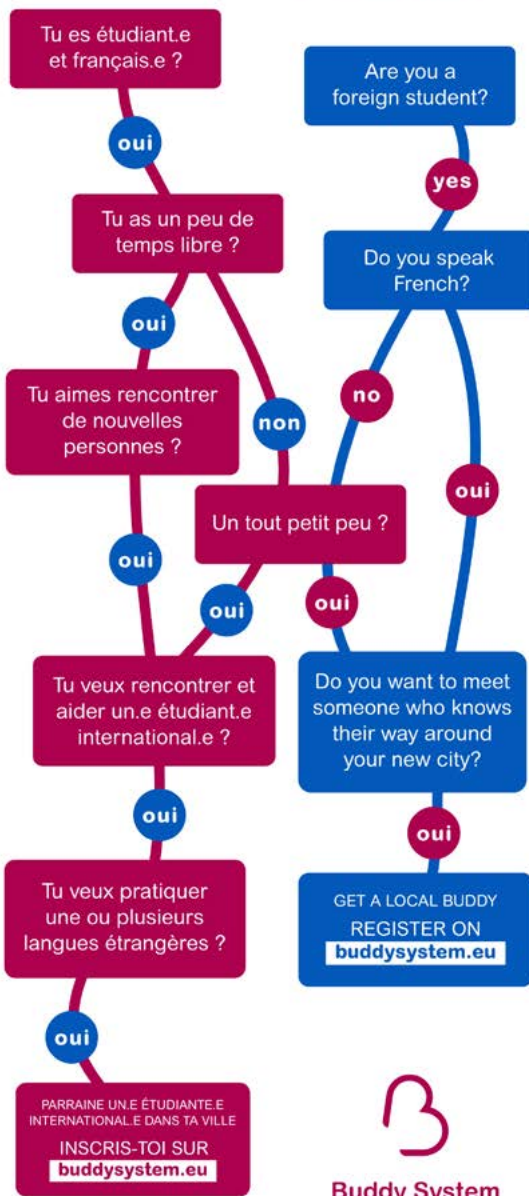 Tu es étudiant.e
et français.e ?
oui
Tu as un peu de
temps libre ?
oui
non
Tu aimes rencontrer
de nouvelles
personnes ?
Un tout petit peu ?
oui
oui
Tu veux rencontrer et
aider un.e étudiant.e
international.e ?
oui
Tu veux pratiquer
une ou plusieurs
langues étrangères ?
oui
PARRAINE UN.E ÉTUDIANTE.E
INTERNATIONAL.E DANS TA VILLE
INSCRIS-TOI SUR
buddysystem.eu
Are you a
foreign student?
yes
Do you speak
French?
no
oui
oui
Do you want to meet
someone who knows
their way around
your new city?
oui
GET A LOCAL BUDDY
REGISTER ON
buddysystem.eu
Buddy System